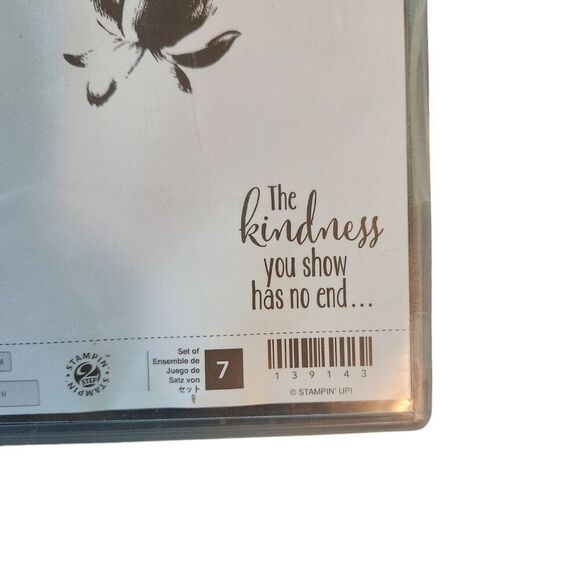 The
kindness
you show
has no end...
A
H
STAMPIN' 2 STEP STAMPIN'
Set of
Ensemble de
Juego de
Satz von
セット
7
139143
© STAMPIN' UP!